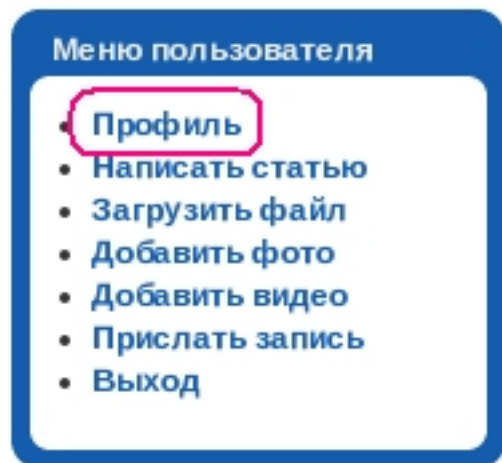 Меню пользователя
Профиль
Написать статью
Загрузить файл
Добавить фото
Добавить видео
Прислать запись
Выход